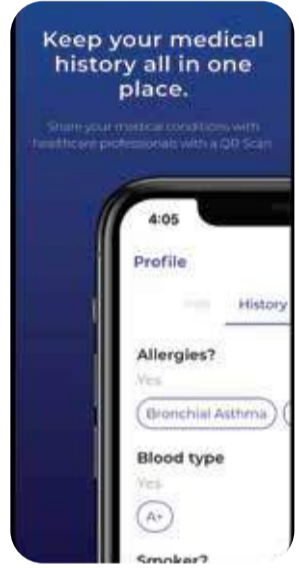 Keep your medical
history all in one
place.
Share your medical conditions with
healthcare professionals with a QR Scan
4:05
Profile
History
Allergies?
Yes
Bronchial Asthma
Blood type
Yes
A+
Smoker?